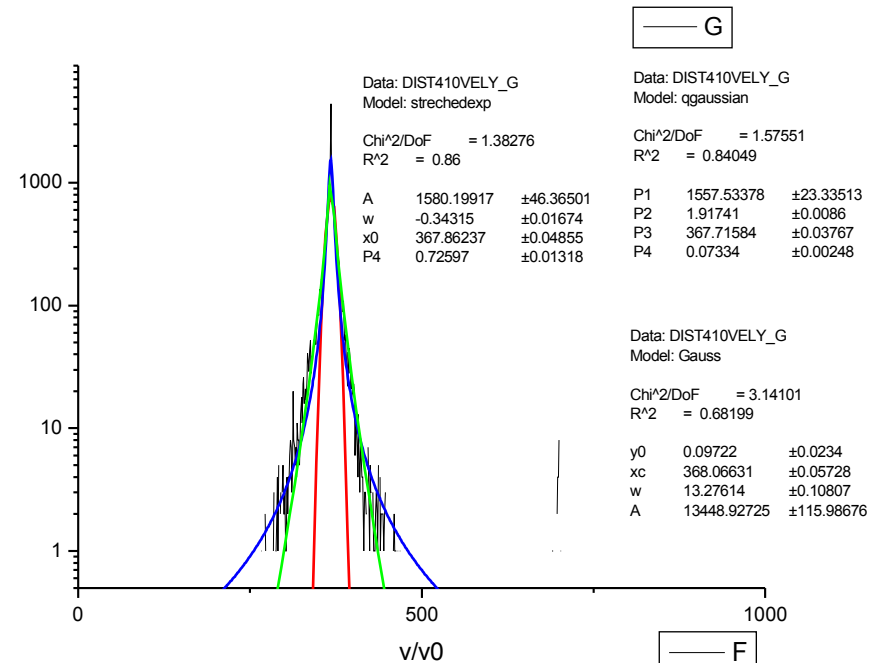 G
Data: DIST410VELY_G
Model: strechedexp
Chi^2/DoF = 1.38276
R^2 = 0.86
A 1580.19917 ±46.36501
w -0.34315 ±0.01674
x0 367.86237 ±0.04855
P4 0.72597 ±0.01318
Data: DIST410VELY_G
Model: qgaussian
Chi^2/DoF = 1.57551
R^2 = 0.84049
P1 1557.53378 ±23.33513
P2 1.91741 ±0.0086
P3 367.71584 ±0.03767
P4 0.07334 ±0.00248
Data: DIST410VELY_G
Model: Gauss
Chi^2/DoF = 3.14101
R^2 = 0.68199
y0 0.09722 ±0.0234
xc 368.06631 ±0.05728
w 13.27614 ±0.10807
A 13448.92725 ±115.98676
1000
100
10
1
0 500 1000
v/v0
F